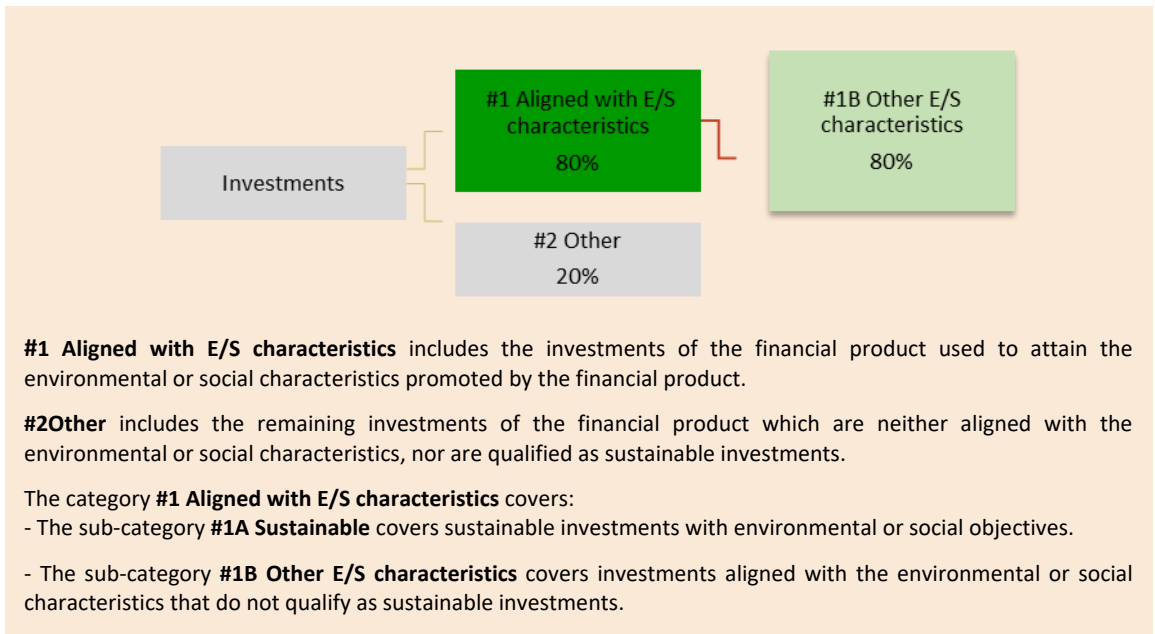 #1 Aligned with E/S
characteristics
80%
#1B Other E/S
characteristics
80%
Investments
#2 Other
20%
#1 Aligned with E/S characteristics includes the investments of the financial product used to attain the
environmental or social characteristics promoted by the financial product.
#2Other includes the remaining investments of the financial product which are neither aligned with the
environmental or social characteristics, nor are qualified as sustainable investments.
The category #1 Aligned with E/S characteristics covers:
- The sub-category #1A Sustainable covers sustainable investments with environmental or social objectives.
- The sub-category #1B Other E/S characteristics covers investments aligned with the environmental or social
characteristics that do not qualify as sustainable investments.